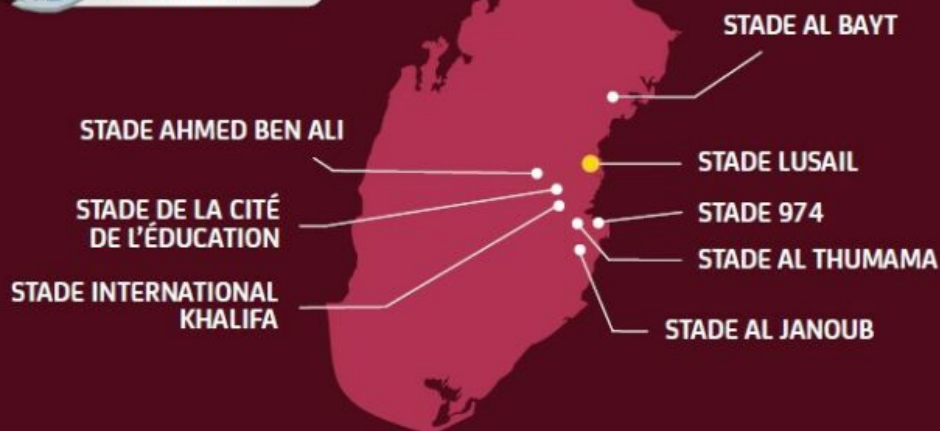 STADE AL BAYT
STADE AHMED BEN ALI
STADE LUSAIL
STADE DE LA CITÉ
DE L'ÉDUCATION
STADE 974
STADE AL THUMAMA
STADE INTERNATIONAL
KHALIFA
STADE AL JANOUB